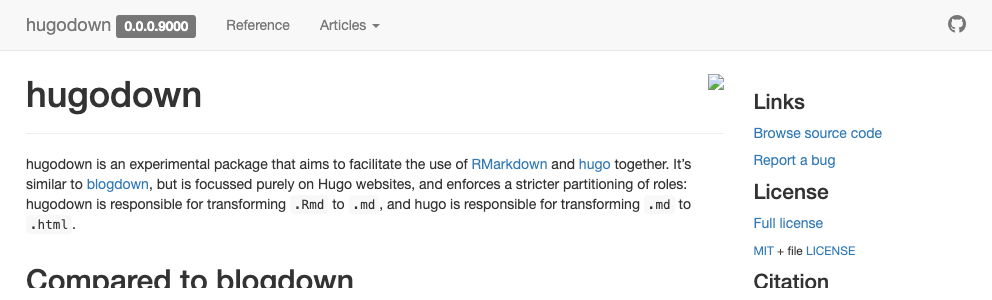 hugodown 0.0.0.9000 Reference Articles
hugodown
hugodown is an experimental package that aims to facilitate the use of RMarkdown and hugo together. It's
similar to blogdown, but is focussed purely on Hugo websites, and enforces a stricter partitioning of roles:
hugodown is responsible for transforming .Rmd to .md, and hugo is responsible for transforming .md to
.html.
Compared to blogdown
Links
Browse source code
Report a bug
License
Full license
MIT + file LICENSE
Citation